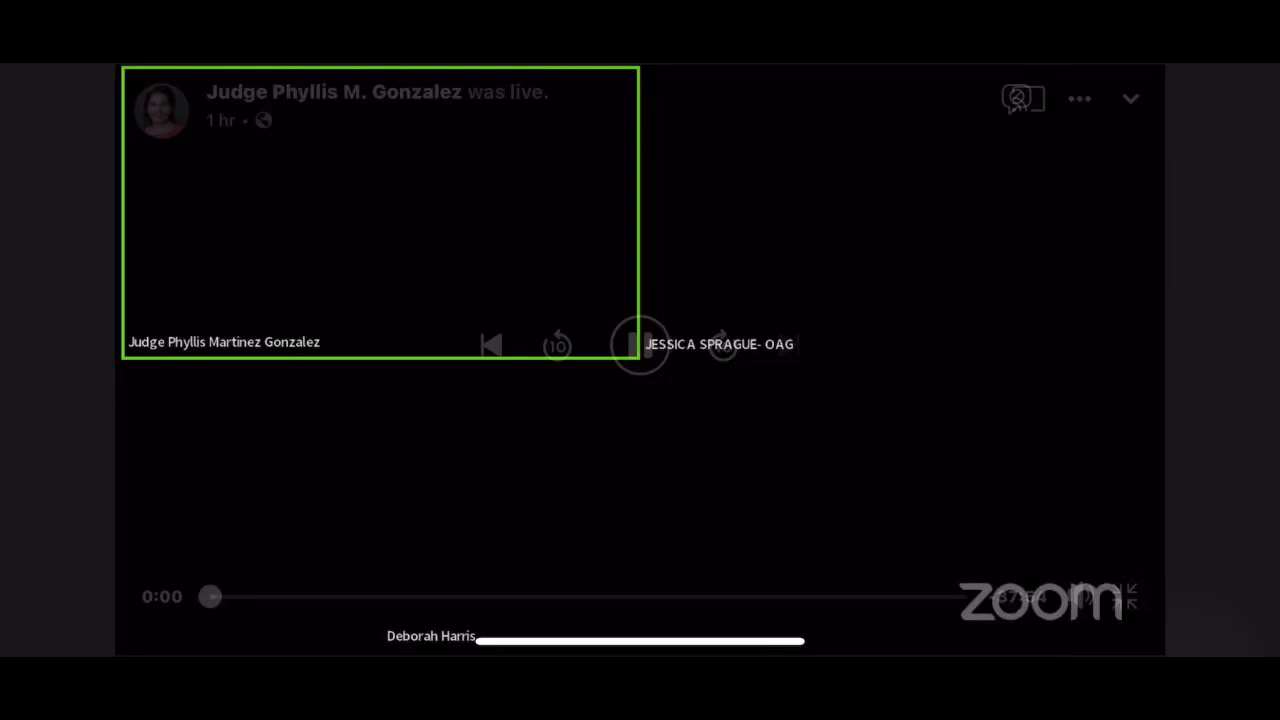 Judge Phyllis M. Gonzalez was live.
1 hr •
Judge Phyllis Martinez Gonzalez
10
JESSICA SPRAGUE- OAG
0:00
zoom
Deborah Harris